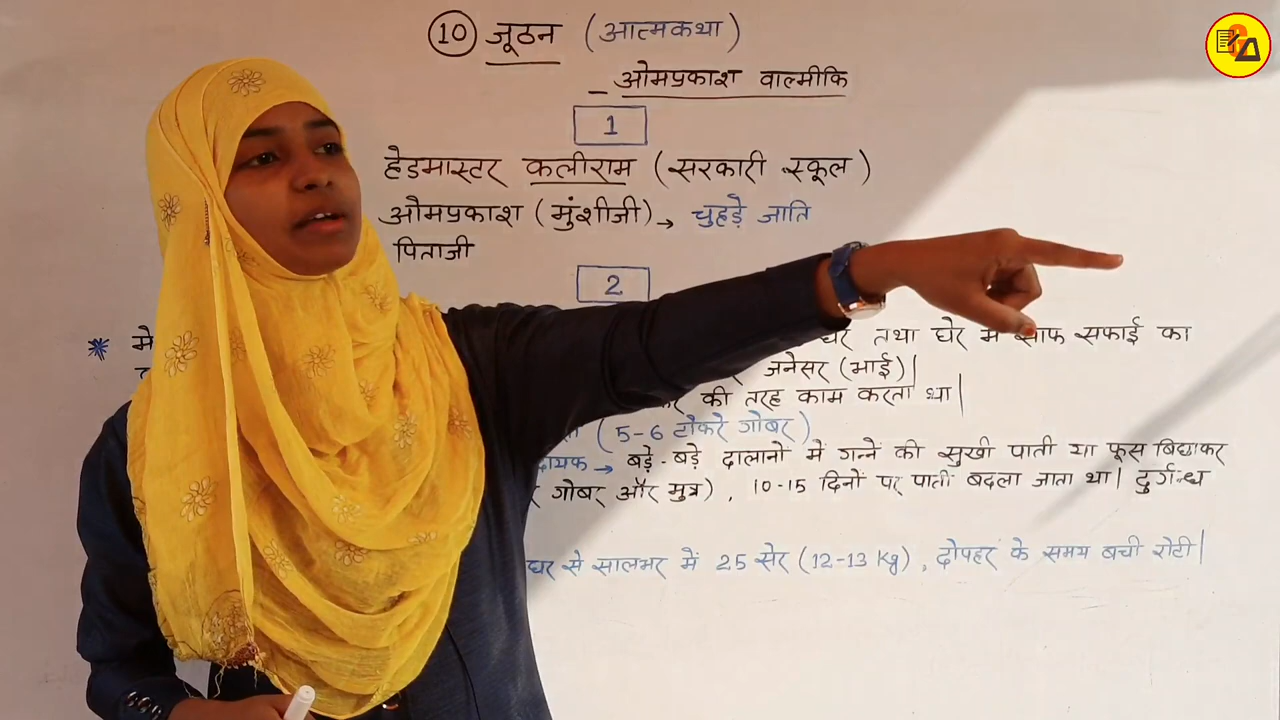 10 जूठन (आत्मकथा)
- ओमप्रकाश वाल्मीकि
1
हेडमास्टर कलीराम (सरकारी स्कूल)
ओमप्रकाश (मुंशीजी) → चुहड़े जाति
पिताजी
2
* मे घर तथा घेर में साफ सफाई का
जनेसर (भाई)|
की तरह काम करता था|
(5-6 टोकरे गोबर)
दायक → बड़े-बड़े दालानों में गन्नें की सुखी पाती या फूस बिछाकर
गोबर और मुत्र), 10-15 दिनों पर पाती बदला जाता था| दुर्गन्ध
घर से सालभर में 25 सेर (12-13 Kg), दोपहर के समय बची रोटी|